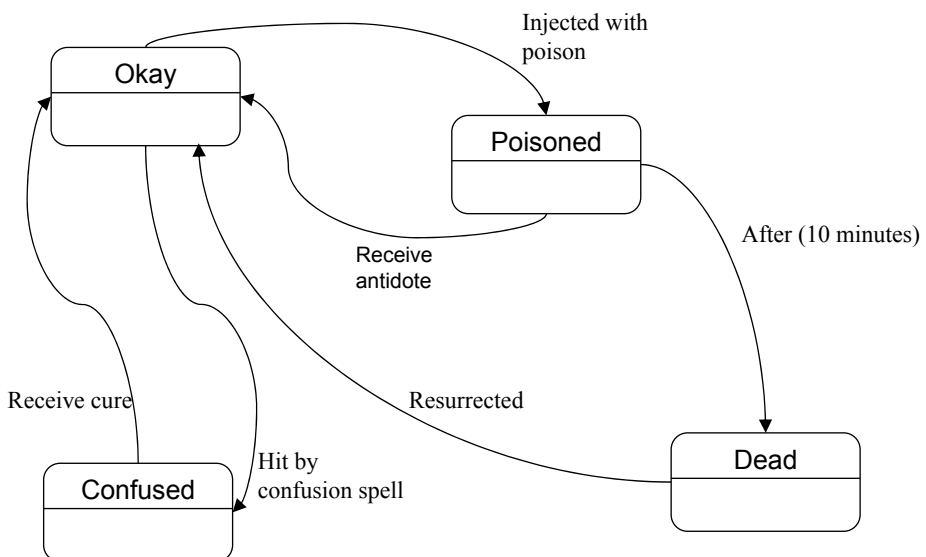 Injected with
poison
Okay
Poisoned
After (10 minutes)
Receive
antidote
Receive cure
Resurrected
Hit by
confusion spell
Dead
Confused